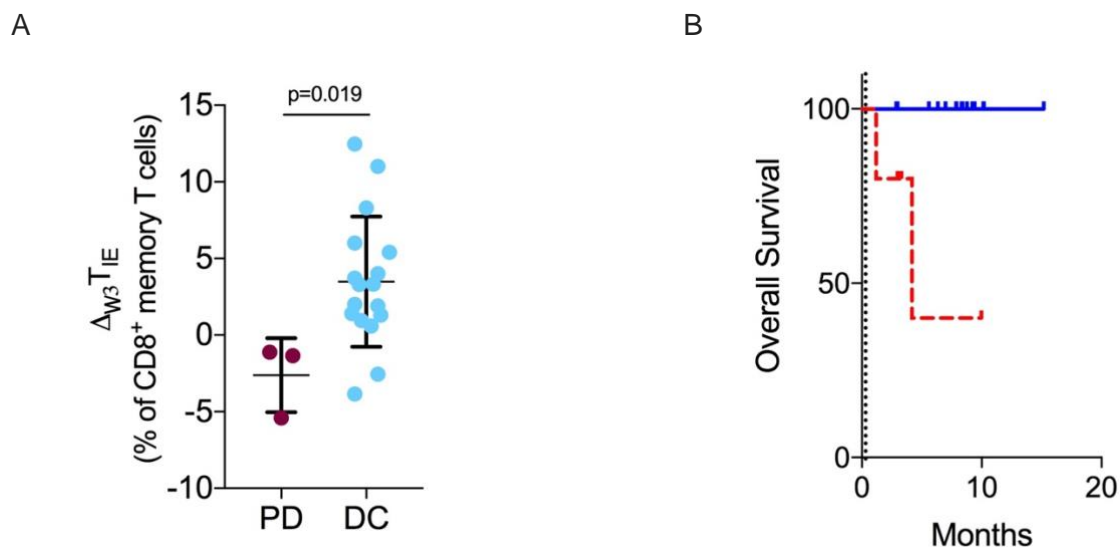 A
B
p=0.019
15
10
5
0
-5
-10
Δw3TIE
(% of CD8+ memory T cells)
PD
DC
100
50
0
Overall Survival
0
10
20
Months